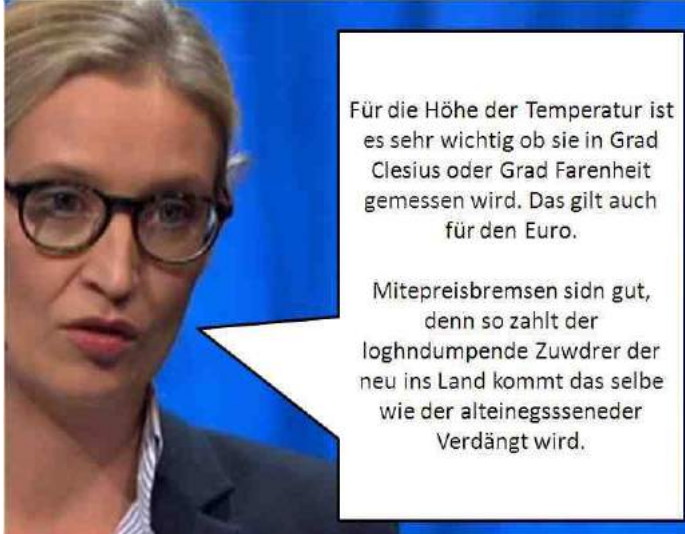 Für die Höhe der Temperatur ist
es sehr wichtig ob sie in Grad
Clesius oder Grad Farenheit
gemessen wird. Das gilt auch
für den Euro.
Mitepreisbremsen sidn gut,
denn so zahlt der
loghndumpende Zuwdrer der
neu ins Land kommt das selbe
wie der alteinegssseneder
Verdängt wird.